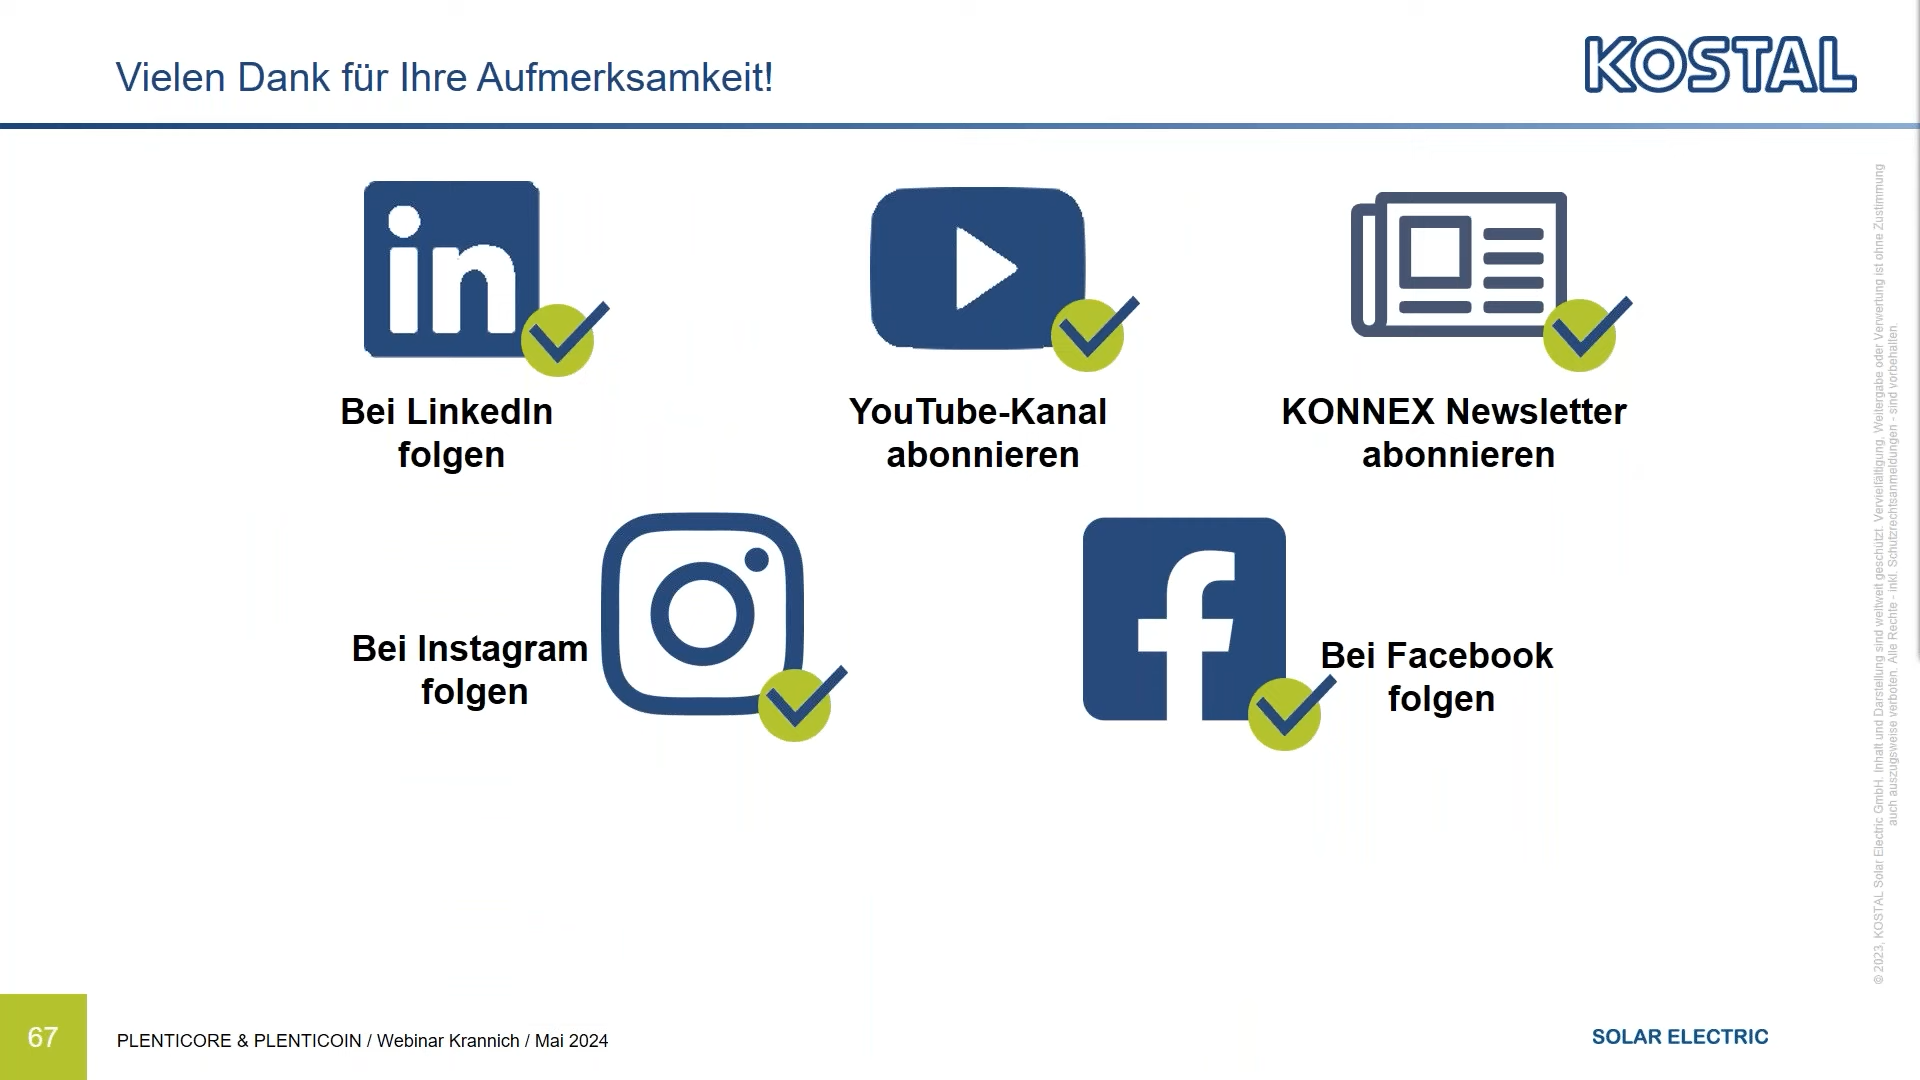 Vielen Dank für Ihre Aufmerksamkeit!
KOSTAL
in
Bei LinkedIn
folgen
YouTube-Kanal
abonnieren
KONNEX Newsletter
abonnieren
Bei Instagram
folgen
f
Bei Facebook
folgen
© 2023, KOSTAL Solar Electric GmbH. Inhalt und Darstellung sind weltweit geschützt. Vervielfältigung, Weitergabe oder Verwertung ist ohne Zustimmung
auch auszugsweise verboten. Alle Rechte - inkl. Schutzrechtsanmeldungen - sind vorbehalten.
67
PLENTICORE & PLENTICOIN / Webinar Krannich / Mai 2024
SOLAR ELECTRIC